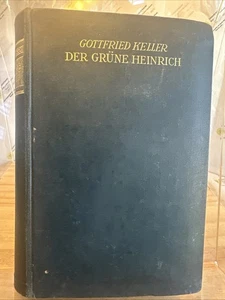 GOTTFRIED KELLER
DER GRÜNE HEINRICH